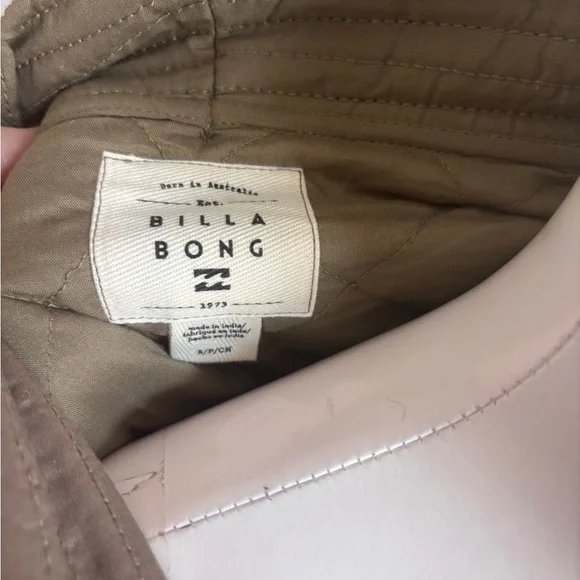 Born in Australia
Est.
BILLA
BONG
1973
made in india/
fabriqué en inde/
hecho en india
S/P/CH